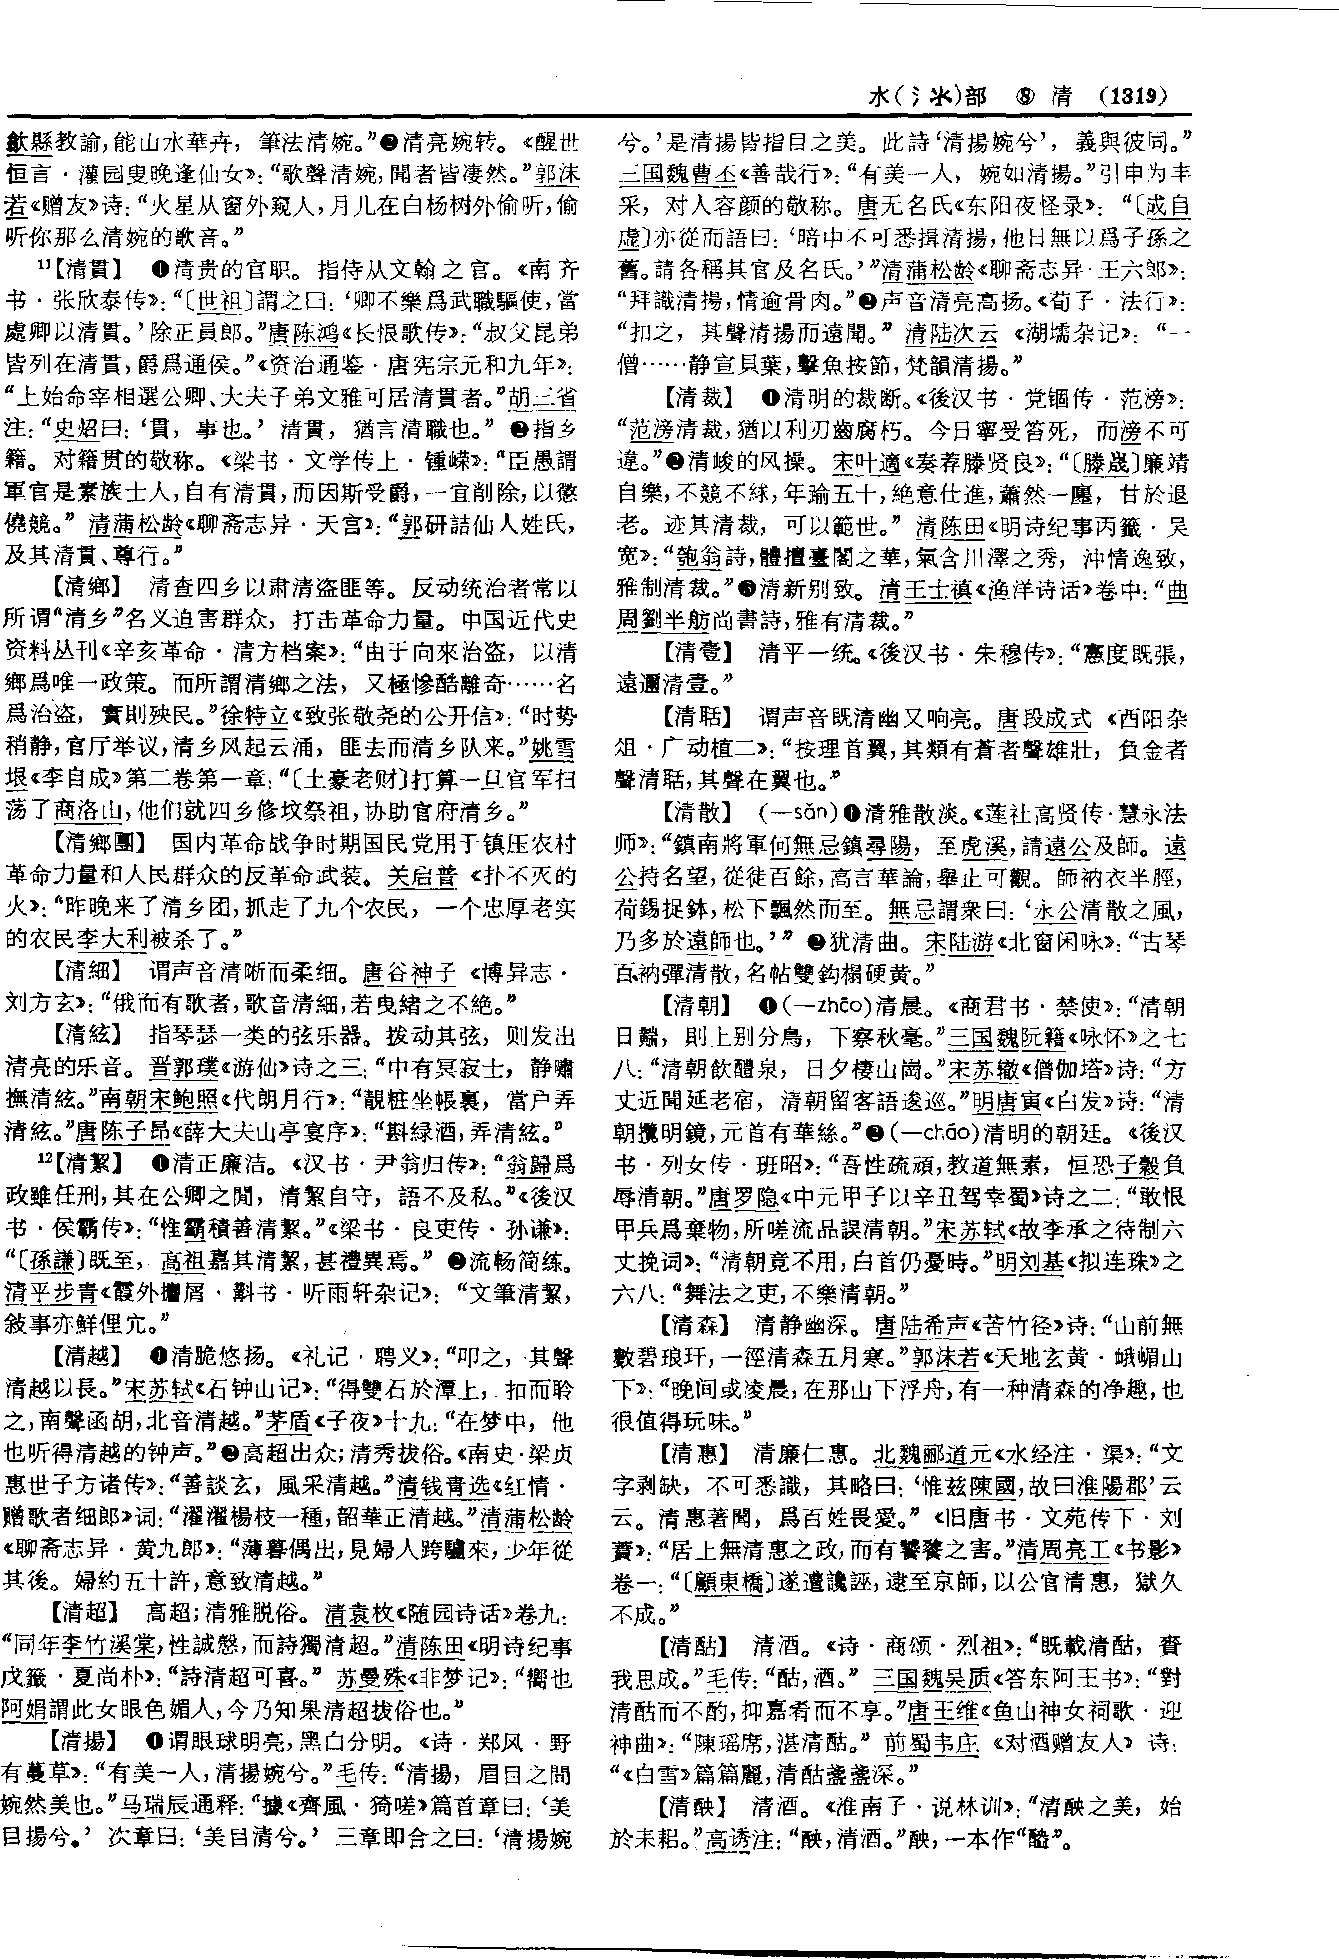 水(氵氺)部 ⑧ 清 (1319)
歙縣教諭,能山水華卉，筆法清婉。”❷清亮婉转。《醒世
恒言·灌园叟晚逢仙女》:“歌聲清婉,聞者皆凄然。”郭沫
若《赠友》诗:“火星从窗外窥人,月儿在白杨树外偷听,偷
听你那么清婉的歌音。”
11【清貫】 ❶清贵的官职。指侍从文翰之官。《南齐
书·张欣泰传》:“〔世祖〕謂之曰:‘卿不樂爲武職驅使,當
處卿以清貫。’除正員郎。”唐陈鸿《长恨歌传》:“叔父昆弟
皆列在清貫,爵爲通侯。”《资治通鉴·唐宪宗元和九年》:
“上始命宰相選公卿、大夫子弟文雅可居清貫者。”胡三省
注:“史炤曰:‘貫，事也。’清貫，猶言清職也。”❷指乡
籍。对籍贯的敬称。《梁书·文学传上·锺嵘》:“臣愚謂
軍官是素族士人,自有清貫,而因斯受爵,一宜削除,以懲
僥競。”清蒲松龄《聊斋志异·天宫》:“郭研詰仙人姓氏，
及其清貫、尊行。”
【清鄉】 清查四乡以肃清盗匪等。反动统治者常以
所谓“清乡”名义迫害群众，打击革命力量。中国近代史
资料丛刊《辛亥革命·清方档案》:“由于向來治盗，以清
鄉爲唯一政策。而所謂清鄉之法，又極慘酷離奇……名
爲治盗，實則殃民。”徐特立《致张敬尧的公开信》:“时势
稍静,官厅举议,清乡风起云涌，匪去而清乡队来。”姚雪
垠《李自成》第二卷第一章:“〔土豪老财〕打算一旦官军扫
荡了商洛山,他们就四乡修坟祭祖,协助官府清乡。”
【清鄉團】 国内革命战争时期国民党用于镇压农村
革命力量和人民群众的反革命武装。关启普《扑不灭的
火》:“昨晚来了清乡团,抓走了九个农民，一个忠厚老实
的农民李大利被杀了。”
【清細】 谓声音清晰而柔细。唐谷神子《博异志·
刘方玄》:“俄而有歌者,歌音清細,若曳緒之不絶。”
【清絃】 指琴瑟一类的弦乐器。拨动其弦，则发出
清亮的乐音。晋郭璞《游仙》诗之三:“中有冥寂士，静嘯
撫清絃。”南朝宋鲍照《代朗月行》:“靚粧坐帳裏，當户弄
清絃。”唐陈子昂《薛大夫山亭宴序》:“斟緑酒,弄清絃。”
12【清絜】 ❶清正廉洁。《汉书·尹翁归传》:“翁歸爲
政雖任刑,其在公卿之間，清絜自守，語不及私。”《後汉
书·侯霸传》:“惟霸積善清絜。”《梁书·良吏传·孙谦》:
“〔孫謙〕既至，高祖嘉其清絜,甚禮異焉。”❷流畅简练。
清平步青《霞外攟屑·斠书·听雨轩杂记》:“文筆清絜，
敍事亦鮮俚亢。”
【清越】 ❶清脆悠扬。《礼记·聘义》:“叩之，其聲
清越以長。”宋苏轼《石钟山记》:“得雙石於潭上，扣而聆
之,南聲函胡,北音清越。”茅盾《子夜》十九:“在梦中，他
也听得清越的钟声。”❷高超出众;清秀拔俗。《南史·梁贞
惠世子方诸传》:“善談玄，風采清越。”清钱青选《红情·
赠歌者细郎》词:“濯濯楊枝一種,韶華正清越。”清蒲松龄
《聊斋志异·黄九郎》:“薄暮偶出,見婦人跨驢來,少年從
其後。婦約五十許,意致清越。”
【清超】 高超;清雅脱俗。清袁枚《随园诗话》卷九:
“同年李竹溪棠,性誠慤,而詩獨清超。”清陈田《明诗纪事
戊籤·夏尚朴》:“詩清超可喜。”苏曼殊《非梦记》:“嚮也
阿娟謂此女眼色媚人,今乃知果清超拔俗也。”
【清揚】 ❶谓眼球明亮,黑白分明。《诗·郑风·野
有蔓草》:“有美一人,清揚婉兮。”毛传:“清揚，眉目之間
婉然美也。”马瑞辰通释:“據《齊風·猗嗟》篇首章曰:‘美
目揚兮。’次章曰:‘美目清兮。’三章即合之曰:‘清揚婉
兮。’是清揚皆指目之美。此詩‘清揚婉兮’，義與彼同。”
三国魏曹丕《善哉行》:“有美一人，婉如清揚。”引申为丰
采，对人容颜的敬称。唐无名氏《东阳夜怪录》:“〔成自
虚〕亦從而語曰:‘暗中不可悉揖清揚,他日無以爲子孫之
舊。請各稱其官及名氏。’”清蒲松龄《聊斋志异·王六郎》:
“拜識清揚,情逾骨肉。”❷声音清亮高扬。《荀子·法行》:
“扣之，其聲清揚而遠聞。”清陆次云《湖壖杂记》:“一
僧……静宣貝葉,擊魚按節,梵韻清揚。”
【清裁】 ❶清明的裁断。《後汉书·党锢传·范滂》:
“范滂清裁,猶以利刃齒腐朽。今日寧受笞死，而滂不可
違。”❷清峻的风操。宋叶適《奏荐滕贤良》:“〔滕晟〕廉靖
自樂,不競不絿,年瑜五十,絶意仕進,蕭然一廛，甘於退
老。迹其清裁，可以範世。”清陈田《明诗纪事丙籤·吴
宽》:“匏翁詩,體擅臺閣之華,氣含川澤之秀，沖情逸致，
雅制清裁。”❸清新别致。清王士禛《渔洋诗话》卷中:“曲
周劉半舫尚書詩,雅有清裁。”
【清壹】 清平一统。《後汉书·朱穆传》:“憲度既張，
遠邇清壹。”
【清聒】 谓声音既清幽又响亮。唐段成式《酉阳杂
俎·广动植二》:“按理首翼,其類有蒼者聲雄壯，負金者
聲清聒,其聲在翼也。”
【清散】 (—sǎn)❶清雅散淡。《莲社高贤传·慧永法
师》:“鎮南將軍何無忌鎮尋陽，至虎溪,請遠公及師。遠
公持名望,從徒百餘,高言華論,舉止可觀。師衲衣半脛，
荷錫捉鉢,松下飄然而至。無忌謂衆曰:‘永公清散之風，
乃多於遠師也。’”❷犹清曲。宋陆游《北窗闲咏》:“古琴
百衲彈清散,名帖雙鈎榻硬黄。”
【清朝】 ❶(—zhāo)清晨。《商君书·禁使》:“清朝
日䵎，則上别分鳥，下察秋毫。”三国魏阮籍《咏怀》之七
八:“清朝飲醴泉，日夕棲山崗。”宋苏辙《僧伽塔》诗:“方
丈近聞延老宿，清朝留客語逡巡。”明唐寅《白发》诗:“清
朝攬明鏡,元首有華絲。”❷(—cháo)清明的朝廷。《後汉
书·列女传·班昭》:“吾性疏頑,教道無素，恒恐子穀負
辱清朝。”唐罗隐《中元甲子以辛丑驾幸蜀》诗之二:“敢恨
甲兵爲棄物,所嗟流品誤清朝。”宋苏轼《故李承之待制六
丈挽词》:“清朝竟不用,白首仍憂時。”明刘基《拟连珠》之
六八:“舞法之吏,不樂清朝。”
【清森】 清静幽深。唐陆希声《苦竹径》诗:“山前無
數碧琅玕,一徑清森五月寒。”郭沫若《天地玄黄·峨嵋山
下》:“晚间或凌晨,在那山下浮舟,有一种清森的净趣,也
很值得玩味。”
【清惠】 清廉仁惠。北魏郦道元《水经注·渠》:“文
字剥缺，不可悉識，其略曰:‘惟兹陳國,故曰淮陽郡’云
云。清惠著聞，爲百姓畏愛。”《旧唐书·文苑传下·刘
蕡》:“居上無清惠之政,而有饕餮之害。”清周亮工《书影》
卷一:“〔顧東橋〕遂遭讒誣,逮至京師,以公官清惠，獄久
不成。”
【清酤】 清酒。《诗·商颂·烈祖》:“既載清酤，賚
我思成。”毛传:“酤,酒。”三国魏吴质《答东阿王书》:“對
清酤而不酌,抑嘉肴而不享。”唐王维《鱼山神女祠歌·迎
神曲》:“陳瑶席,湛清酤。”前蜀韦庄《对酒赠友人》诗:
“《白雪》篇篇麗,清酤盞盞深。”
【清䤍】 清酒。《淮南子·说林训》:“清䤍之美，始
於耒耜。”高诱注:“䤍,清酒。”䤍,一本作“醠”。